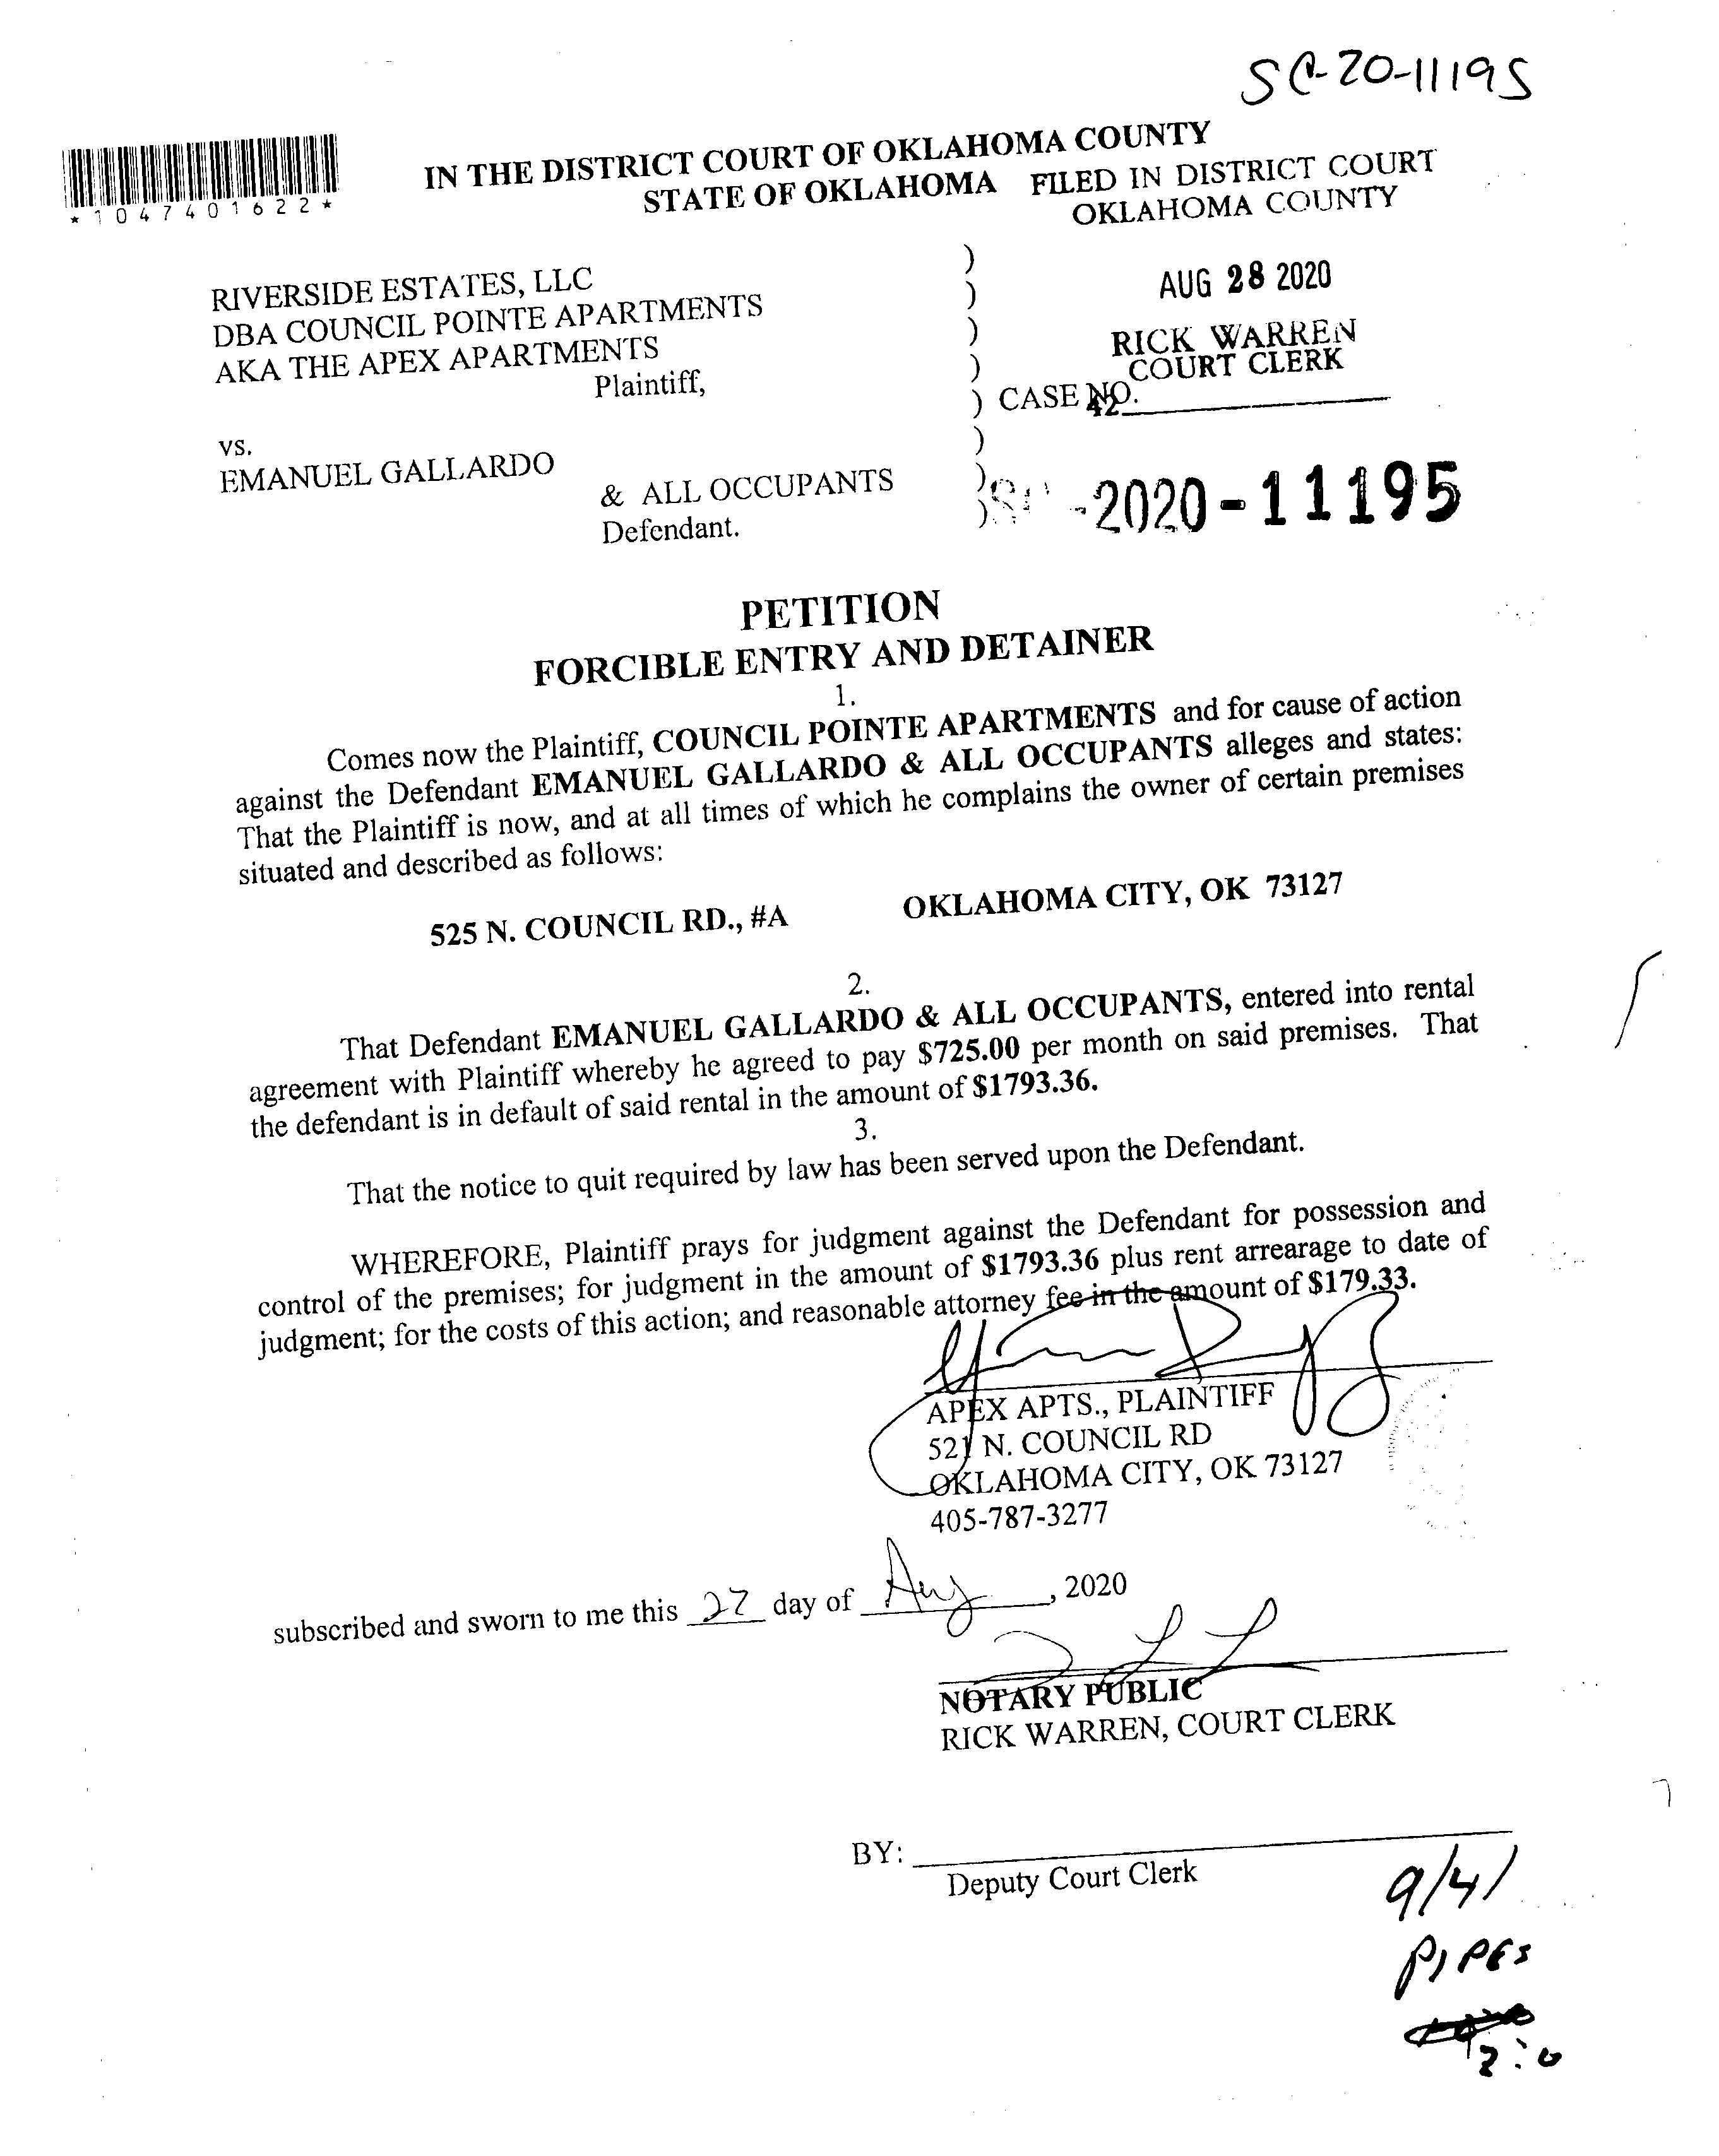 SC-20-11195
*1047401622*
IN THE DISTRICT COURT OF OKLAHOMA COUNTY
STATE OF OKLAHOMA FILED IN DISTRICT COURT
OKLAHOMA COUNTY
RIVERSIDE ESTATES, LLC )
DBA COUNCIL POINTE APARTMENTS ) AUG 28 2020
AKA THE APEX APARTMENTS ) RICK WARREN
Plaintiff, ) COURT CLERK
) CASE NO.
42
vs. )
EMANUEL GALLARDO
& ALL OCCUPANTS ) -2020-11195
Defendant. )
PETITION
FORCIBLE ENTRY AND DETAINER
1.
Comes now the Plaintiff, COUNCIL POINTE APARTMENTS and for cause of action
against the Defendant EMANUEL GALLARDO & ALL OCCUPANTS alleges and states:
That the Plaintiff is now, and at all times of which he complains the owner of certain premises
situated and described as follows:
525 N. COUNCIL RD., #A OKLAHOMA CITY, OK 73127
2.
That Defendant EMANUEL GALLARDO & ALL OCCUPANTS, entered into rental
agreement with Plaintiff whereby he agreed to pay $725.00 per month on said premises. That
the defendant is in default of said rental in the amount of $1793.36.
3.
That the notice to quit required by law has been served upon the Defendant.
WHEREFORE, Plaintiff prays for judgment against the Defendant for possession and
control of the premises; for judgment in the amount of $1793.36 plus rent arrearage to date of
judgment; for the costs of this action; and reasonable attorney fee in the amount of $179.33.
APEX APTS., PLAINTIFF
521 N. COUNCIL RD
OKLAHOMA CITY, OK 73127
405-787-3277
subscribed and sworn to me this 27 day of Aug, 2020
NOTARY PUBLIC
RICK WARREN, COURT CLERK
BY:
Deputy Court Clerk
9/4/
PIPES
2:0